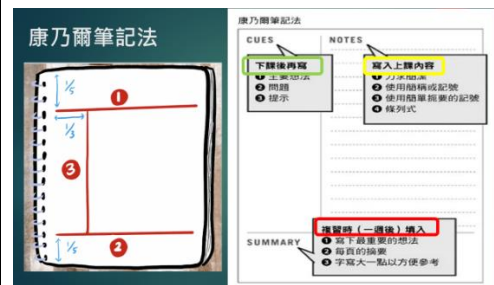 康乃爾筆記法
1/5
1
1/3
3
2
1/5
康乃爾筆記法
CUES
NOTES
下課後再寫
❶ 主要想法
❷ 問題
❸ 提示
寫入上課內容
❶ 力求簡潔
❷ 使用簡稱或記號
❸ 使用簡單扼要的記號
❹ 條列式
SUMMARY
複習時（一週後）填入
❶ 寫下最重要的想法
❷ 每頁的摘要
❸ 字寫大一點以方便參考